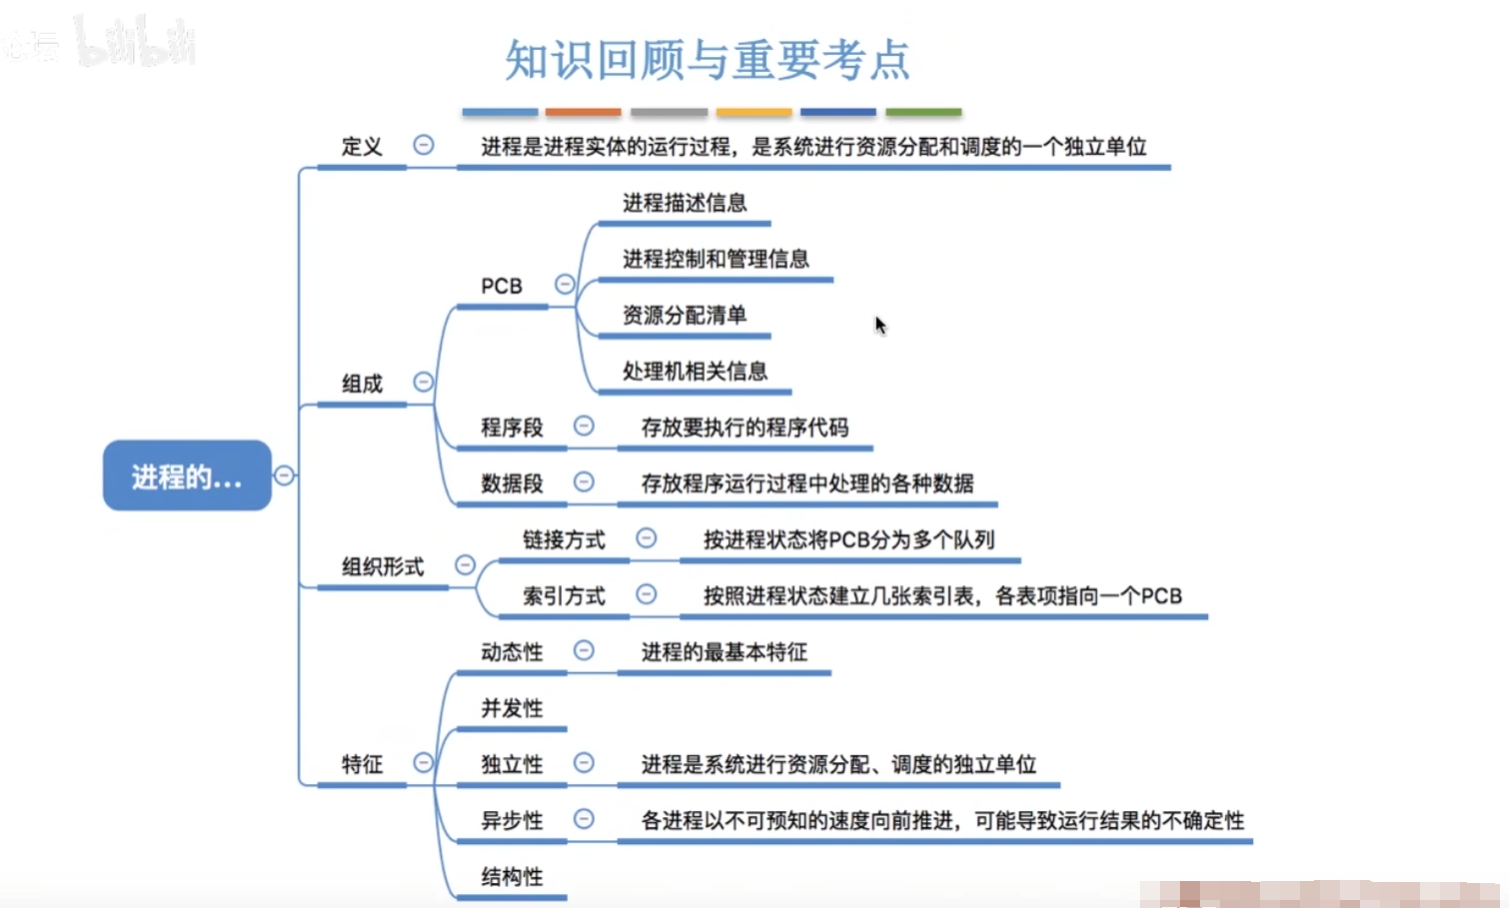 bilibili
知识回顾与重要考点
定义
进程是进程实体的运行过程，是系统进行资源分配和调度的一个独立单位
进程描述信息
进程控制和管理信息
PCB
资源分配清单
处理机相关信息
组成
程序段
存放要执行的程序代码
数据段
存放程序运行过程中处理的各种数据
进程的...
链接方式
按进程状态将PCB分为多个队列
组织形式
索引方式
按照进程状态建立几张索引表，各表项指向一个PCB
动态性
进程的最基本特征
并发性
特征
独立性
进程是系统进行资源分配、调度的独立单位
异步性
各进程以不可预知的速度向前推进，可能导致运行结果的不确定性
结构性